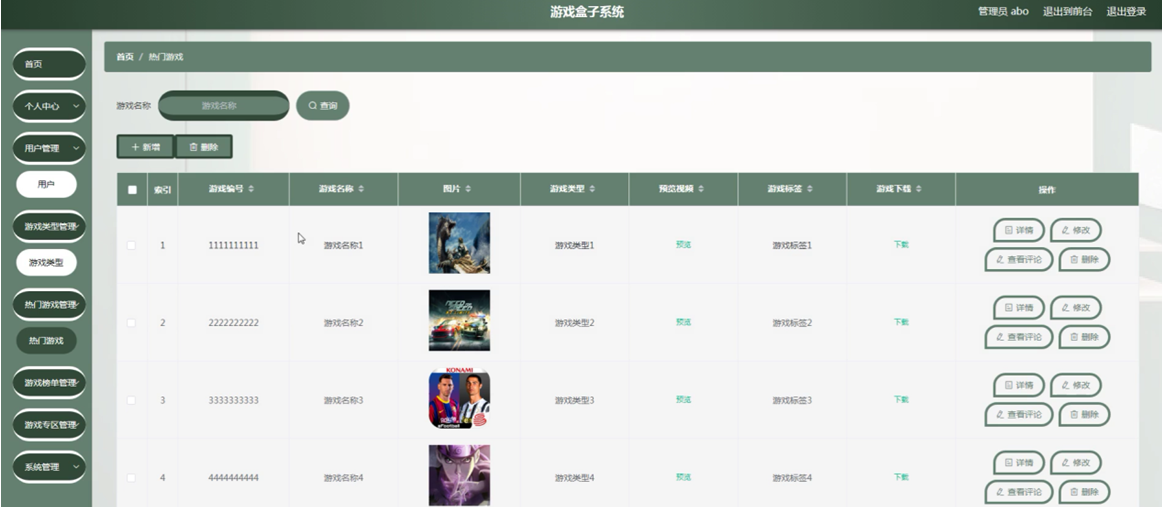 游戏盒子系统
管理员 abo 退出到前台 退出登录
首页
个人中心
用户管理
用户
游戏类型管理
游戏类型
热门游戏管理
热门游戏
游戏榜单管理
游戏专区管理
系统管理
首页 / 热门游戏
游戏名称 游戏名称 查询
新增 删除
索引 游戏编号 游戏名称 图片 游戏类型 预览视频 游戏标签 游戏下载 操作
1 1111111111 游戏名称1 游戏类型1 预览 游戏标签1 下载 详情 修改
查看评论 删除
2 2222222222 游戏名称2 NEED FOR SPEED 游戏类型2 预览 游戏标签2 下载 详情 修改
查看评论 删除
3 3333333333 游戏名称3 KONAMI eFootball 游戏类型3 预览 游戏标签3 下载 详情 修改
查看评论 删除
4 4444444444 游戏名称4 游戏类型4 预览 游戏标签4 下载 详情 修改
查看评论 删除